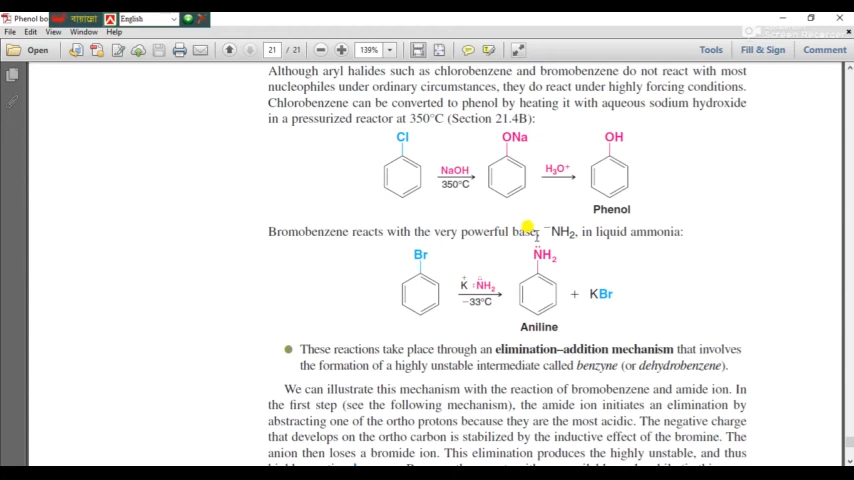 Phenol bo
বায়ান্নো
English
File Edit View Window Help
Open
21 / 21
139%
Tools
Fill & Sign
Comment
Although aryl halides such as chlorobenzene and bromobenzene do not react with most
nucleophiles under ordinary circumstances, they do react under highly forcing conditions.
Chlorobenzene can be converted to phenol by heating it with aqueous sodium hydroxide
in a pressurized reactor at 350°C (Section 21.4B):
Cl
ONa
OH
NaOH
350°C
H₃O⁺
Phenol
Bromobenzene reacts with the very powerful base, ⁻NH₂, in liquid ammonia:
Br
K⁺ :N̈H₂
−33°C
N̈H₂
+ KBr
Aniline
These reactions take place through an elimination–addition mechanism that involves
the formation of a highly unstable intermediate called benzyne (or dehydrobenzene).
We can illustrate this mechanism with the reaction of bromobenzene and amide ion. In
the first step (see the following mechanism), the amide ion initiates an elimination by
abstracting one of the ortho protons because they are the most acidic. The negative charge
that develops on the ortho carbon is stabilized by the inductive effect of the bromine. The
anion then loses a bromide ion. This elimination produces the highly unstable, and thus